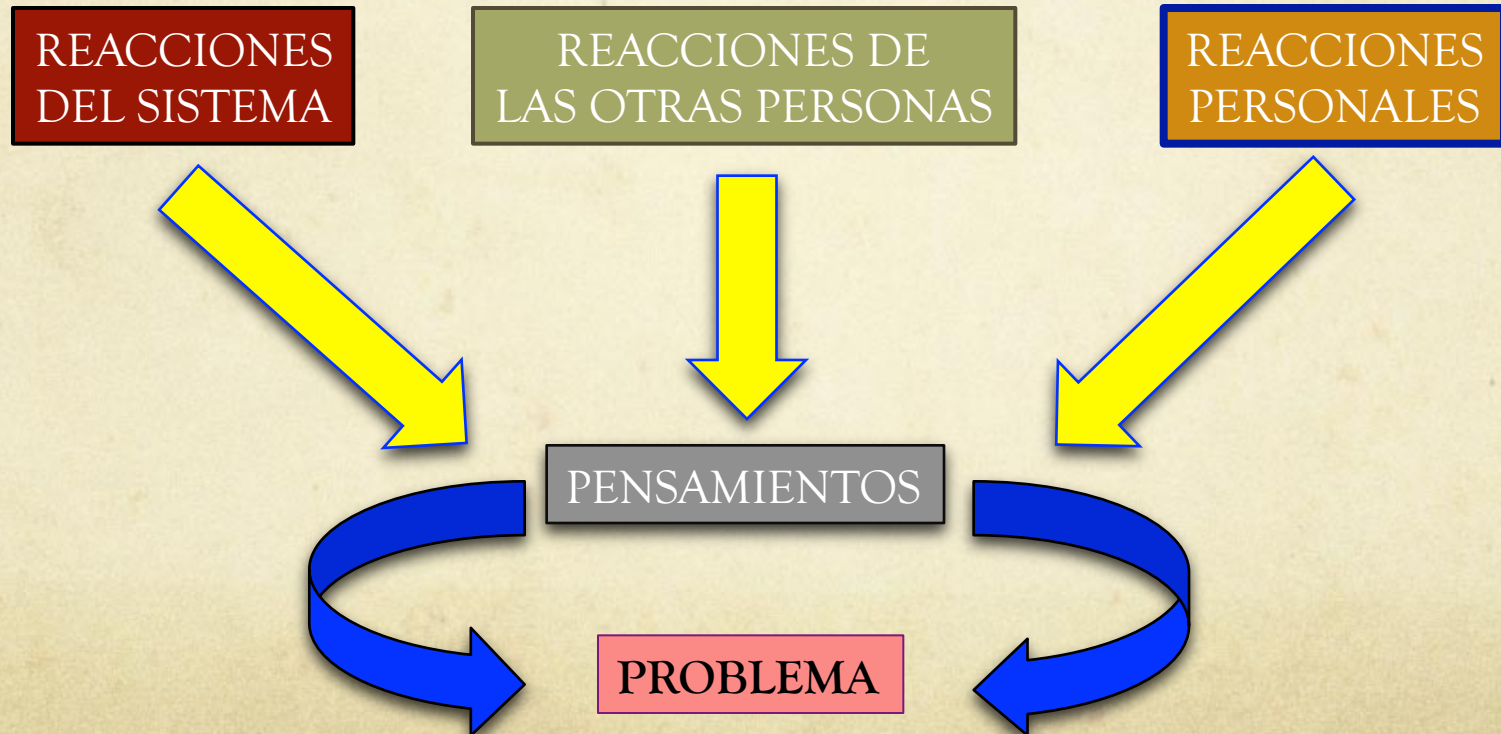 REACCIONES
DEL SISTEMA
REACCIONES DE
LAS OTRAS PERSONAS
REACCIONES
PERSONALES
PENSAMIENTOS
PROBLEMA